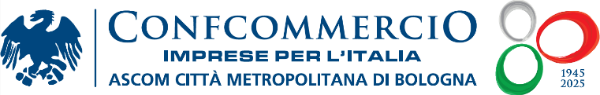 CONFCOMMERCIO
IMPRESE PER L'ITALIA
ASCOM CITTÀ METROPOLITANA DI BOLOGNA
1945
2025